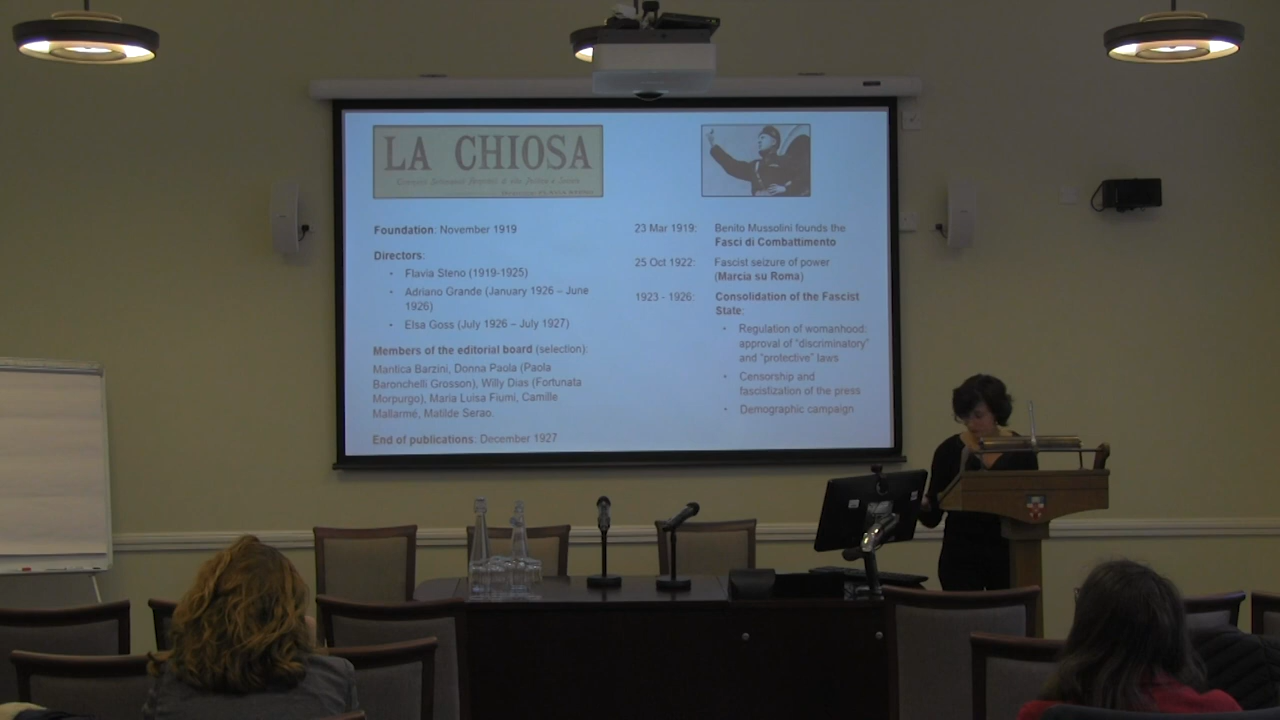 LA CHIOSA
Foundation: November 1919
Directors:
• Flavia Steno (1919-1925)
• Adriano Grande (January 1926 – June
1926)
• Elsa Goss (July 1926 – July 1927)
Members of the editorial board (selection):
Mantica Barzini, Donna Paola (Paola
Baronchelli Grosson), Willy Dias (Fortunata
Morpurgo), Maria Luisa Fiumi, Camille
Mallarmé, Matilde Serao.
End of publications: December 1927
23 Mar 1919: Benito Mussolini founds the
Fasci di Combattimento
25 Oct 1922: Fascist seizure of power
(Marcia su Roma)
1923 - 1926: Consolidation of the Fascist
State:
• Regulation of womanhood:
approval of “discriminatory”
and “protective” laws
• Censorship and
fascistization of the press
• Demographic campaign